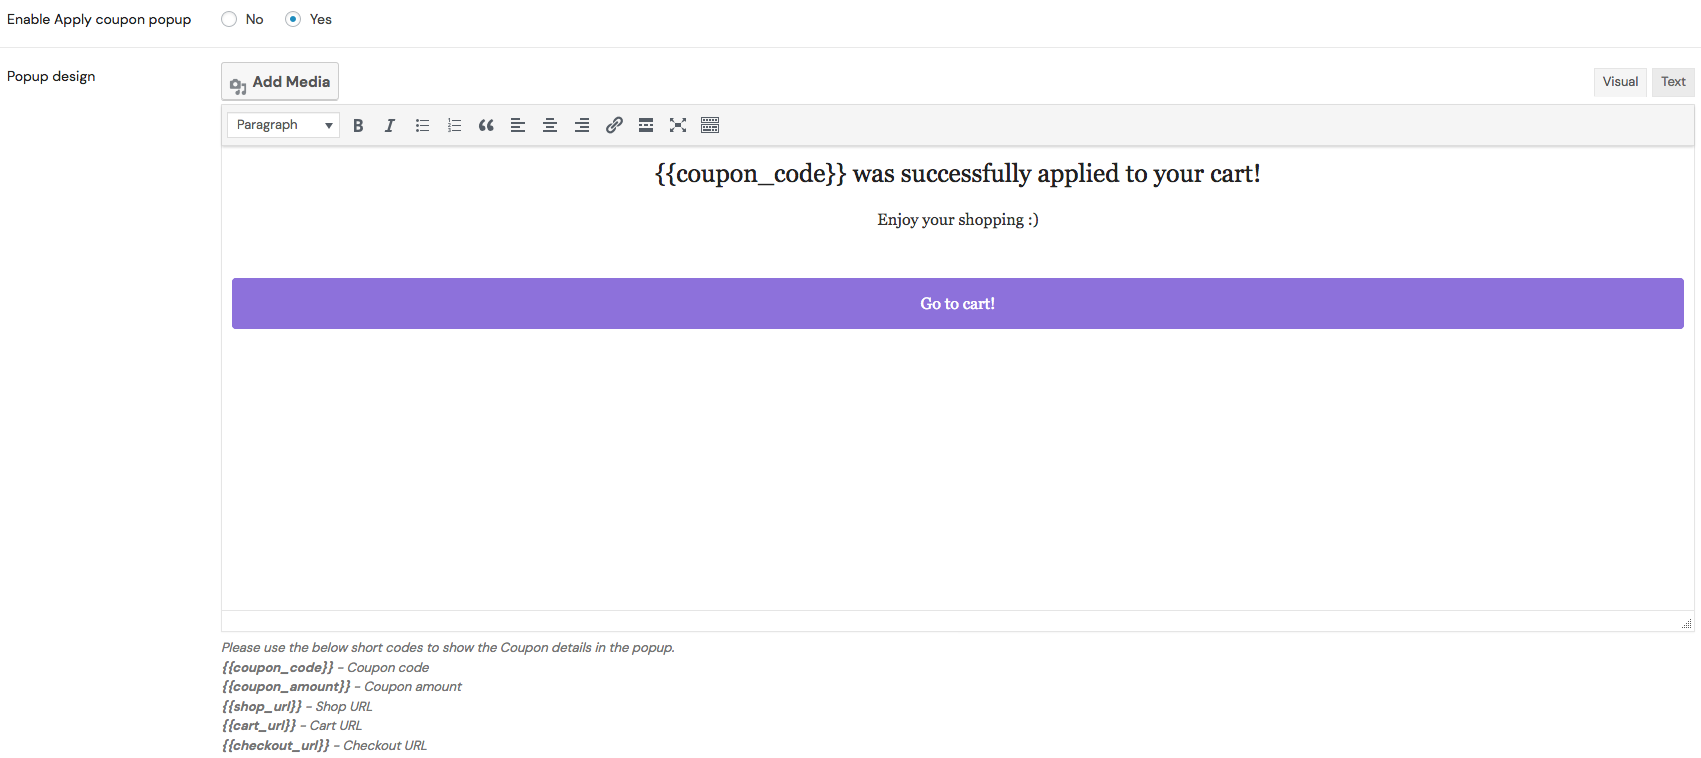 Enable Apply coupon popup No Yes
Popup design
Add Media
Visual Text
Paragraph
{{coupon_code}} was successfully applied to your cart!
Enjoy your shopping :)
Go to cart!
Please use the below short codes to show the Coupon details in the popup.
{{coupon_code}} - Coupon code
{{coupon_amount}} - Coupon amount
{{shop_url}} - Shop URL
{{cart_url}} - Cart URL
{{checkout_url}} - Checkout URL